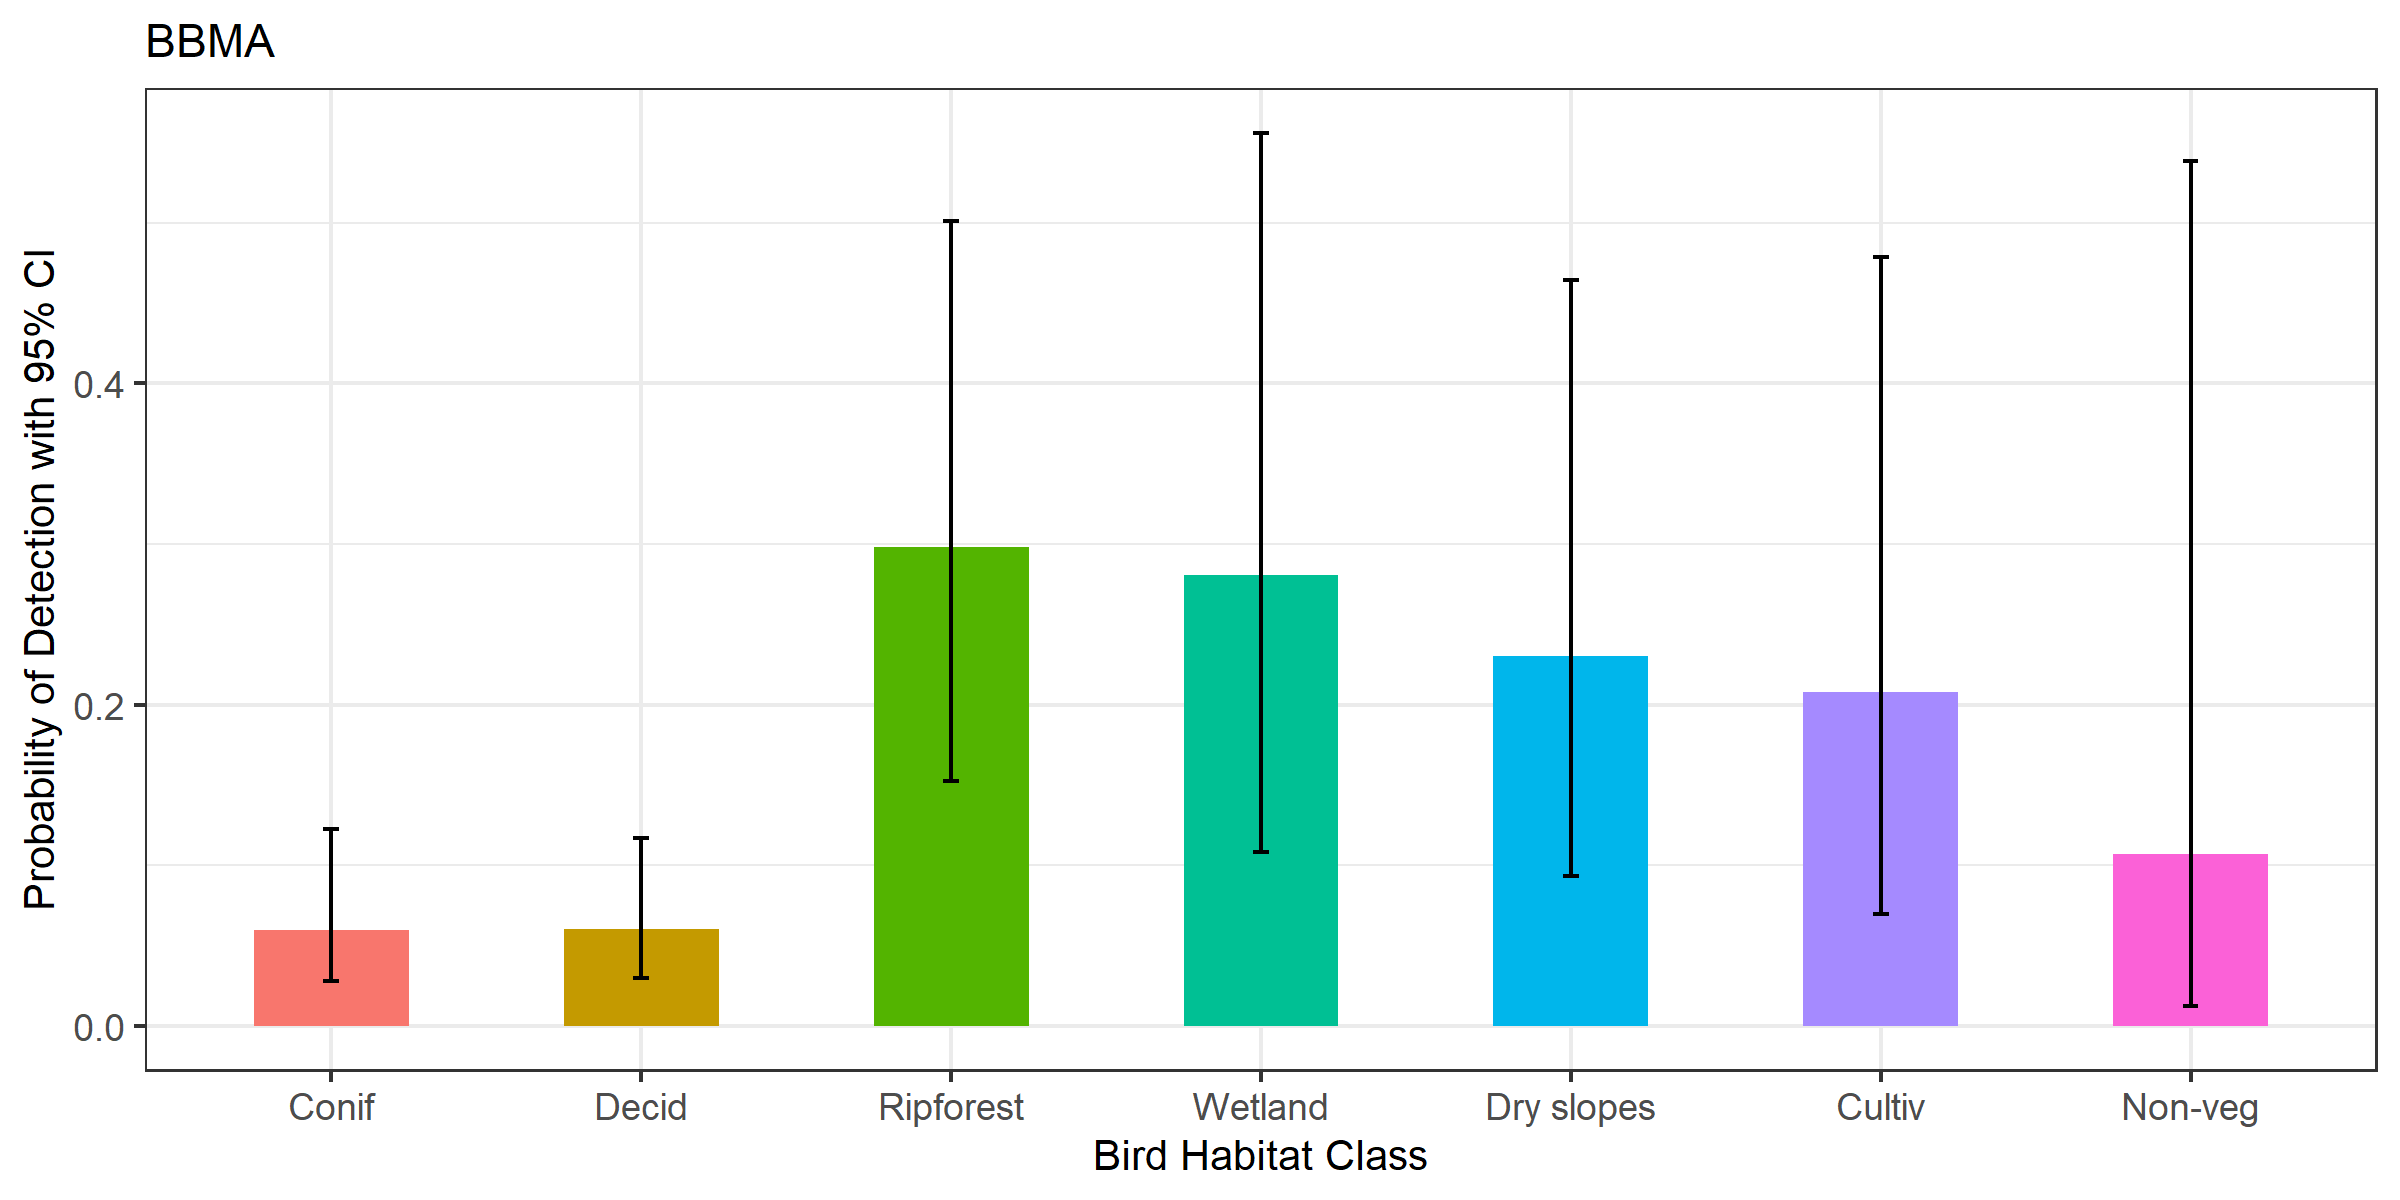 BBMA
Probability of Detection with 95% CI
0.4
0.2
0.0
Conif Decid Ripforest Wetland Dry slopes Cultiv Non-veg
Bird Habitat Class